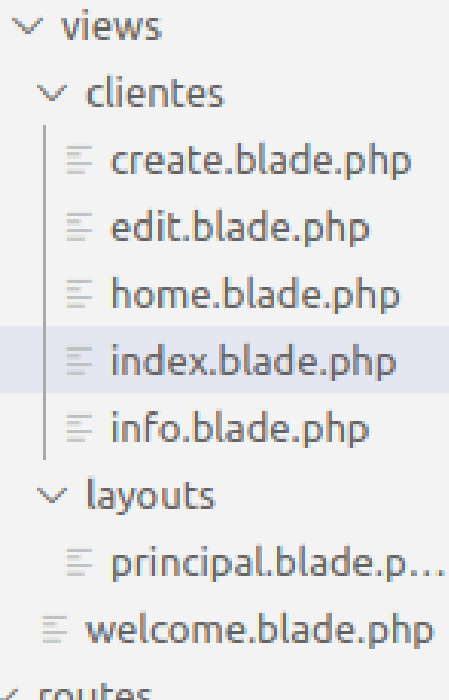 views
clientes
create.blade.php
edit.blade.php
home.blade.php
index.blade.php
info.blade.php
layouts
principal.blade.p...
welcome.blade.php
routes